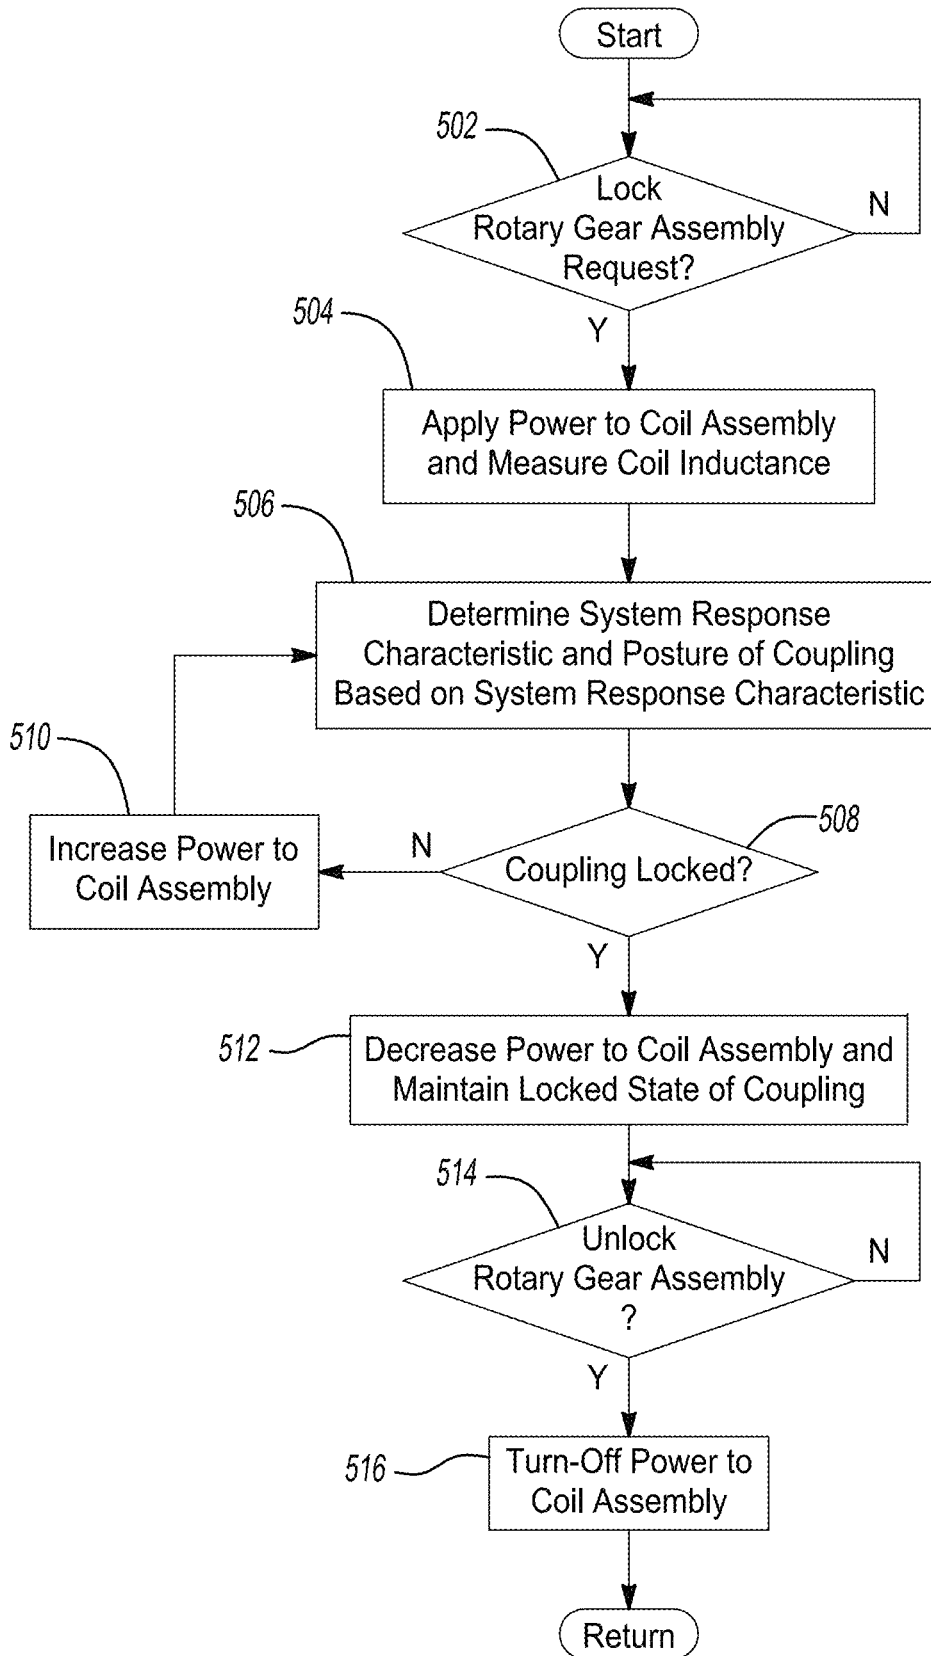 Start
502
Lock
Rotary Gear Assembly
Request?
N
Y
504
Apply Power to Coil Assembly
and Measure Coil Inductance
506
Determine System Response
Characteristic and Posture of Coupling
Based on System Response Characteristic
510
Increase Power to
Coil Assembly
N
508
Coupling Locked?
Y
512
Decrease Power to Coil Assembly and
Maintain Locked State of Coupling
514
Unlock
Rotary Gear Assembly
?
N
Y
516
Turn-Off Power to
Coil Assembly
Return